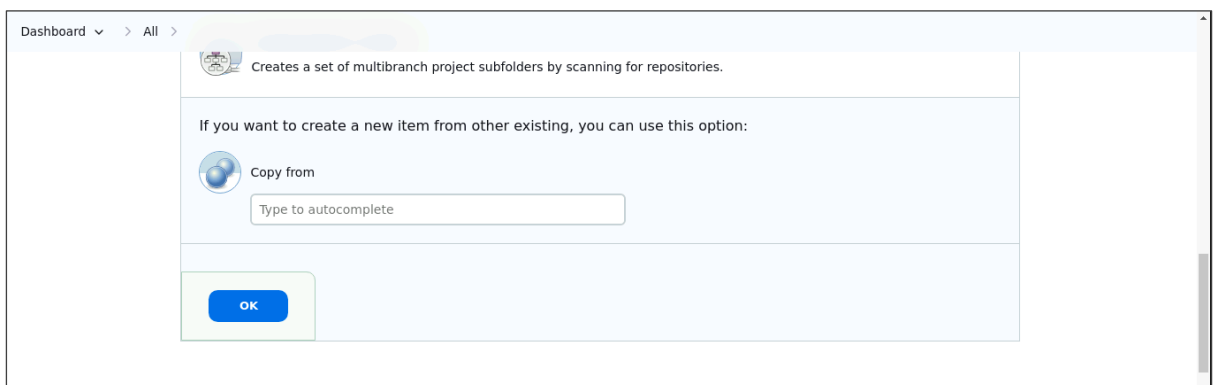 Dashboard > All >
Creates a set of multibranch project subfolders by scanning for repositories.
If you want to create a new item from other existing, you can use this option:
Copy from
Type to autocomplete
OK